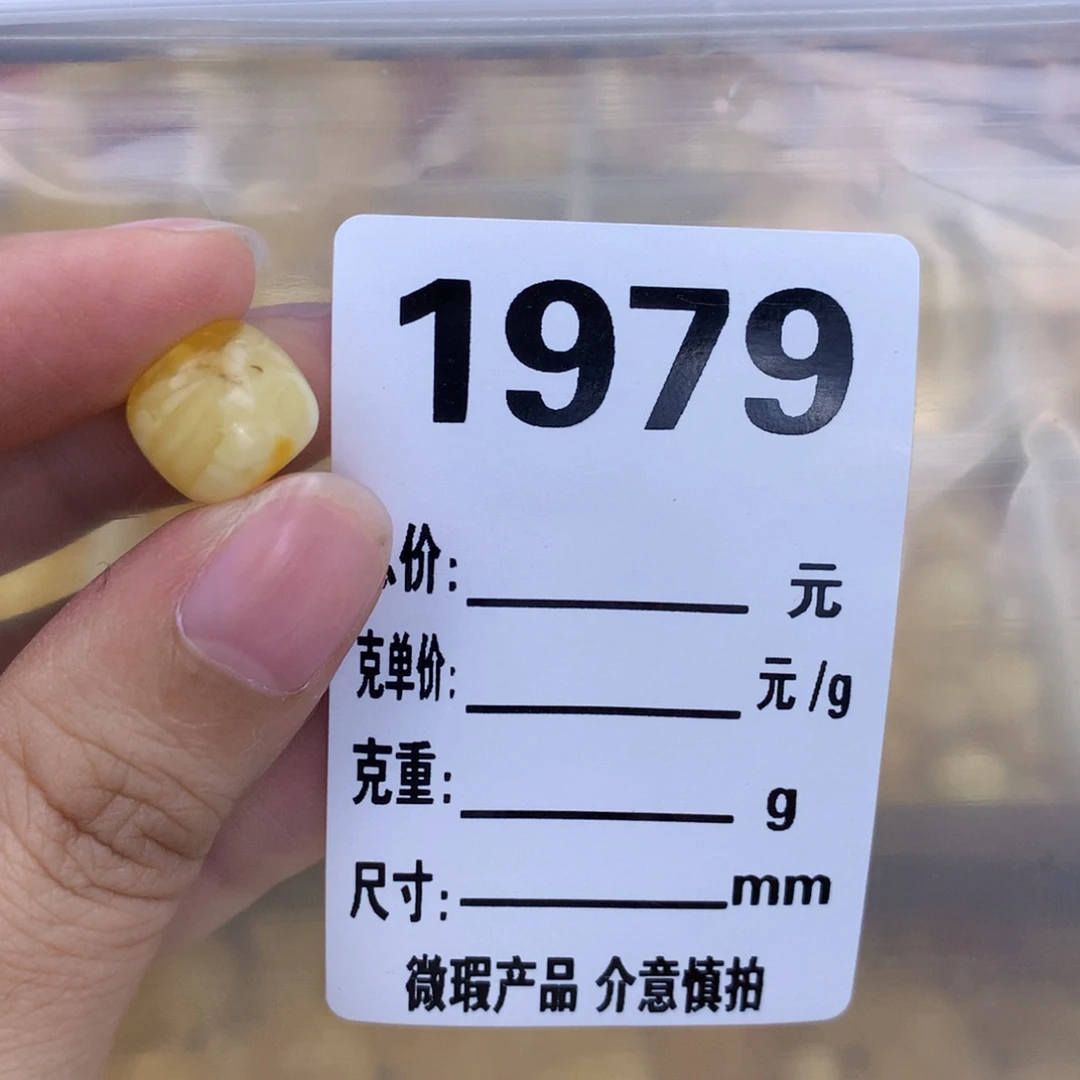 1979
价: 元
克单价: 元/g
克重: g
尺寸: mm
微瑕产品 介意慎拍